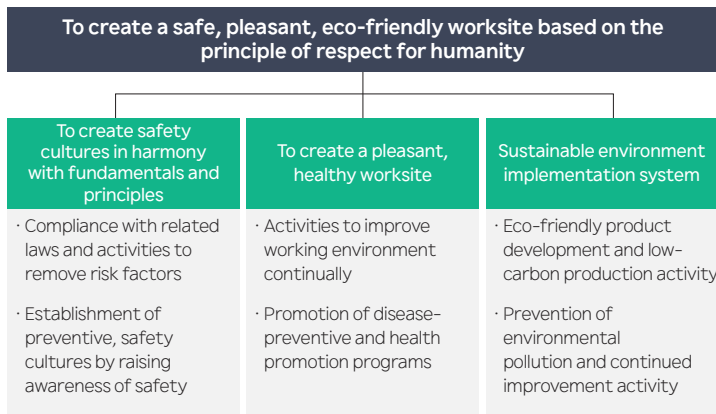 To create a safe, pleasant, eco-friendly worksite based on the
principle of respect for humanity
To create safety
cultures in harmony
with fundamentals and
principles
· Compliance with related
laws and activities to
remove risk factors
· Establishment of
preventive, safety
cultures by raising
awareness of safety
To create a pleasant,
healthy worksite
· Activities to improve
working environment
continually
· Promotion of disease-
preventive and health
promotion programs
Sustainable environment
implementation system
· Eco-friendly product
development and low-
carbon production activity
· Prevention of
environmental
pollution and continued
improvement activity